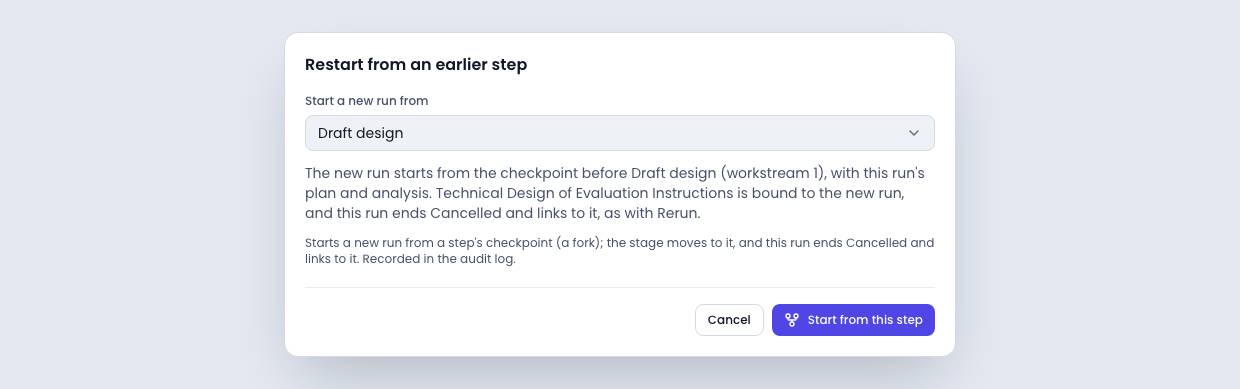 Restart from an earlier step
Start a new run from
Draft design
The new run starts from the checkpoint before Draft design (workstream 1), with this run's
plan and analysis. Technical Design of Evaluation Instructions is bound to the new run,
and this run ends Cancelled and links to it, as with Rerun.
Starts a new run from a step's checkpoint (a fork); the stage moves to it, and this run ends Cancelled and
links to it. Recorded in the audit log.
Cancel
Start from this step